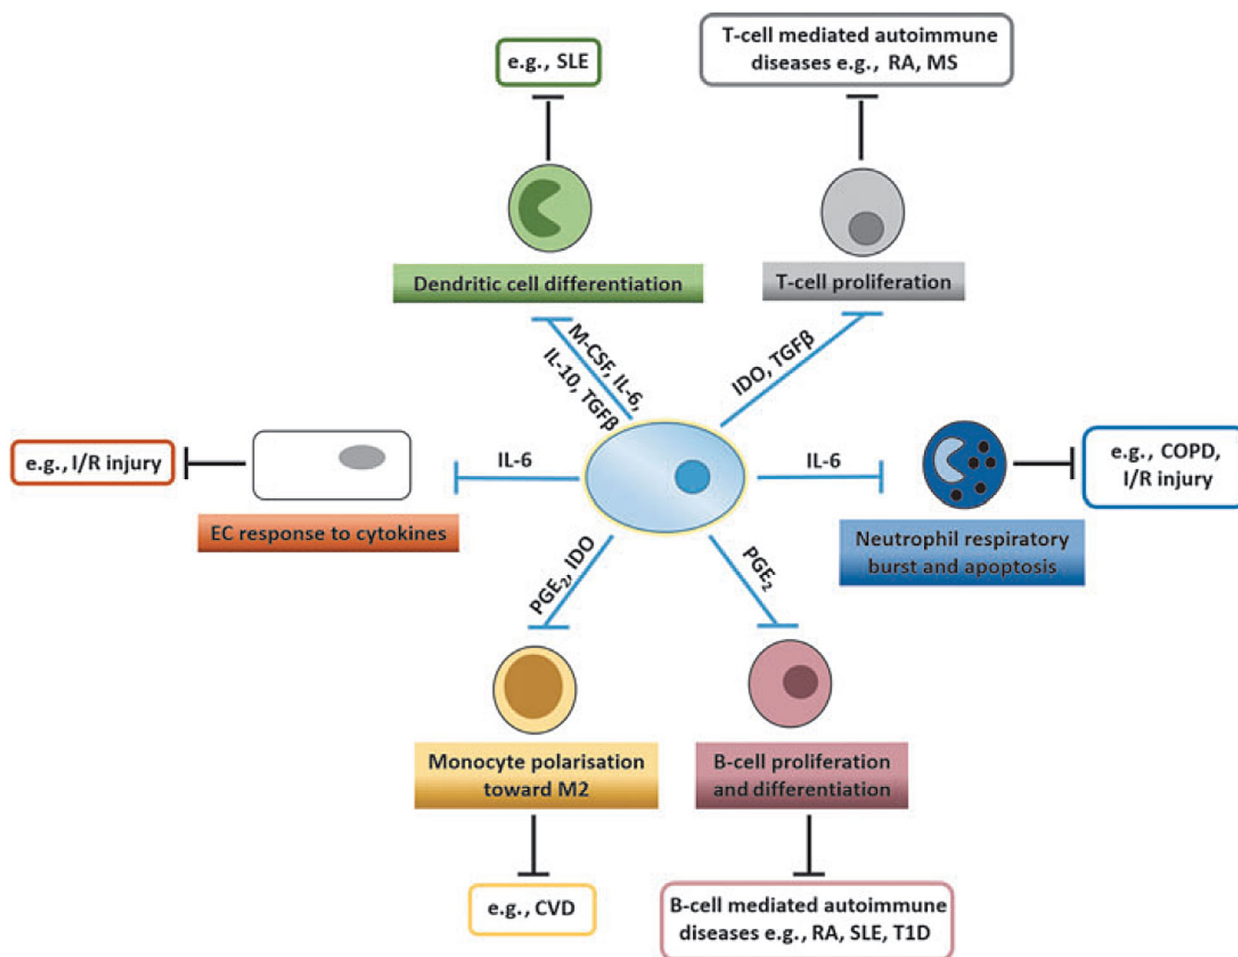 e.g., SLE
T-cell mediated autoimmune
diseases e.g., RA, MS
Dendritic cell differentiation
T-cell proliferation
M-CSF, IL-6,
IL-10, TGFβ
IDO, TGFβ
e.g., I/R injury
IL-6
IL-6
e.g., COPD,
I/R injury
EC response to cytokines
Neutrophil respiratory
burst and apoptosis
PGE₂, IDO
PGE₂
Monocyte polarisation
toward M2
B-cell proliferation
and differentiation
e.g., CVD
B-cell mediated autoimmune
diseases e.g., RA, SLE, T1D